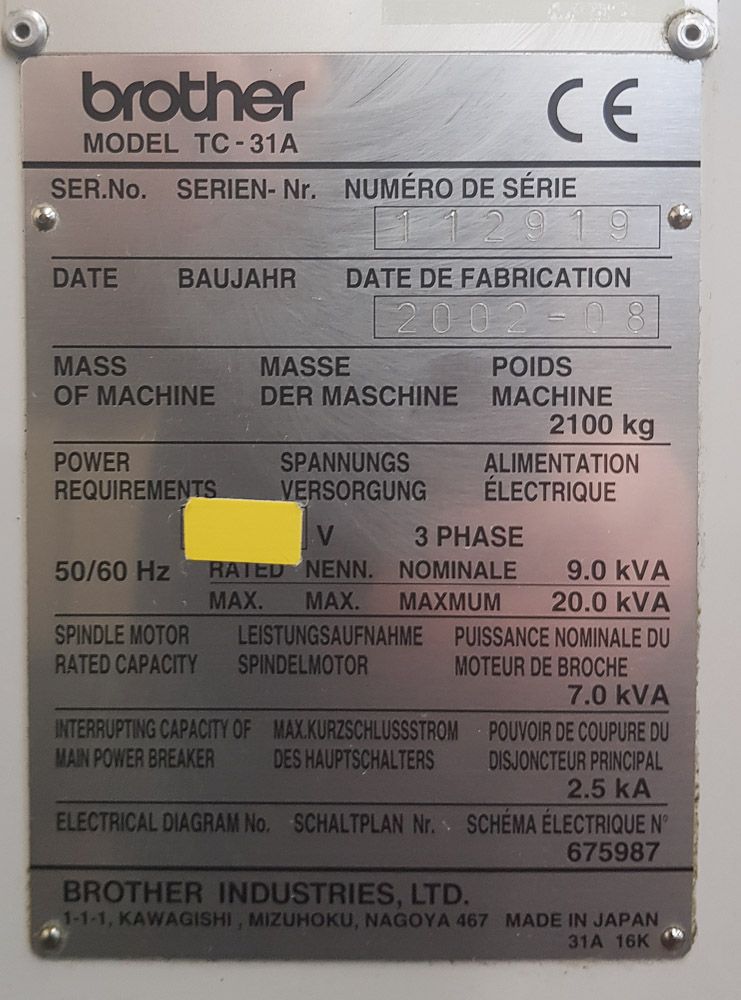 brother
CE
MODEL TC-31A
SER.No. SERIEN- Nr. NUMÉRO DE SÉRIE
112919
DATE BAUJAHR DATE DE FABRICATION
2002-08
MASS MASSE POIDS
OF MACHINE DER MASCHINE MACHINE
2100 kg
POWER SPANNUNGS ALIMENTATION
REQUIREMENTS VERSORGUNG ÉLECTRIQUE
V 3 PHASE
50/60 Hz RATED NENN. NOMINALE 9.0 kVA
MAX. MAX. MAXMUM 20.0 kVA
SPINDLE MOTOR LEISTUNGSAUFNAHME PUISSANCE NOMINALE DU
RATED CAPACITY SPINDELMOTOR MOTEUR DE BROCHE
7.0 kVA
INTERRUPTING CAPACITY OF MAX.KURZSCHLUSSSTROM POUVOIR DE COUPURE DU
MAIN POWER BREAKER DES HAUPTSCHALTERS DISJONCTEUR PRINCIPAL
2.5 kA
ELECTRICAL DIAGRAM No. SCHALTPLAN Nr. SCHÉMA ÉLECTRIQUE N°
675987
BROTHER INDUSTRIES, LTD.
1-1-1, KAWAGISHI , MIZUHOKU, NAGOYA 467 MADE IN JAPAN
31A 16K